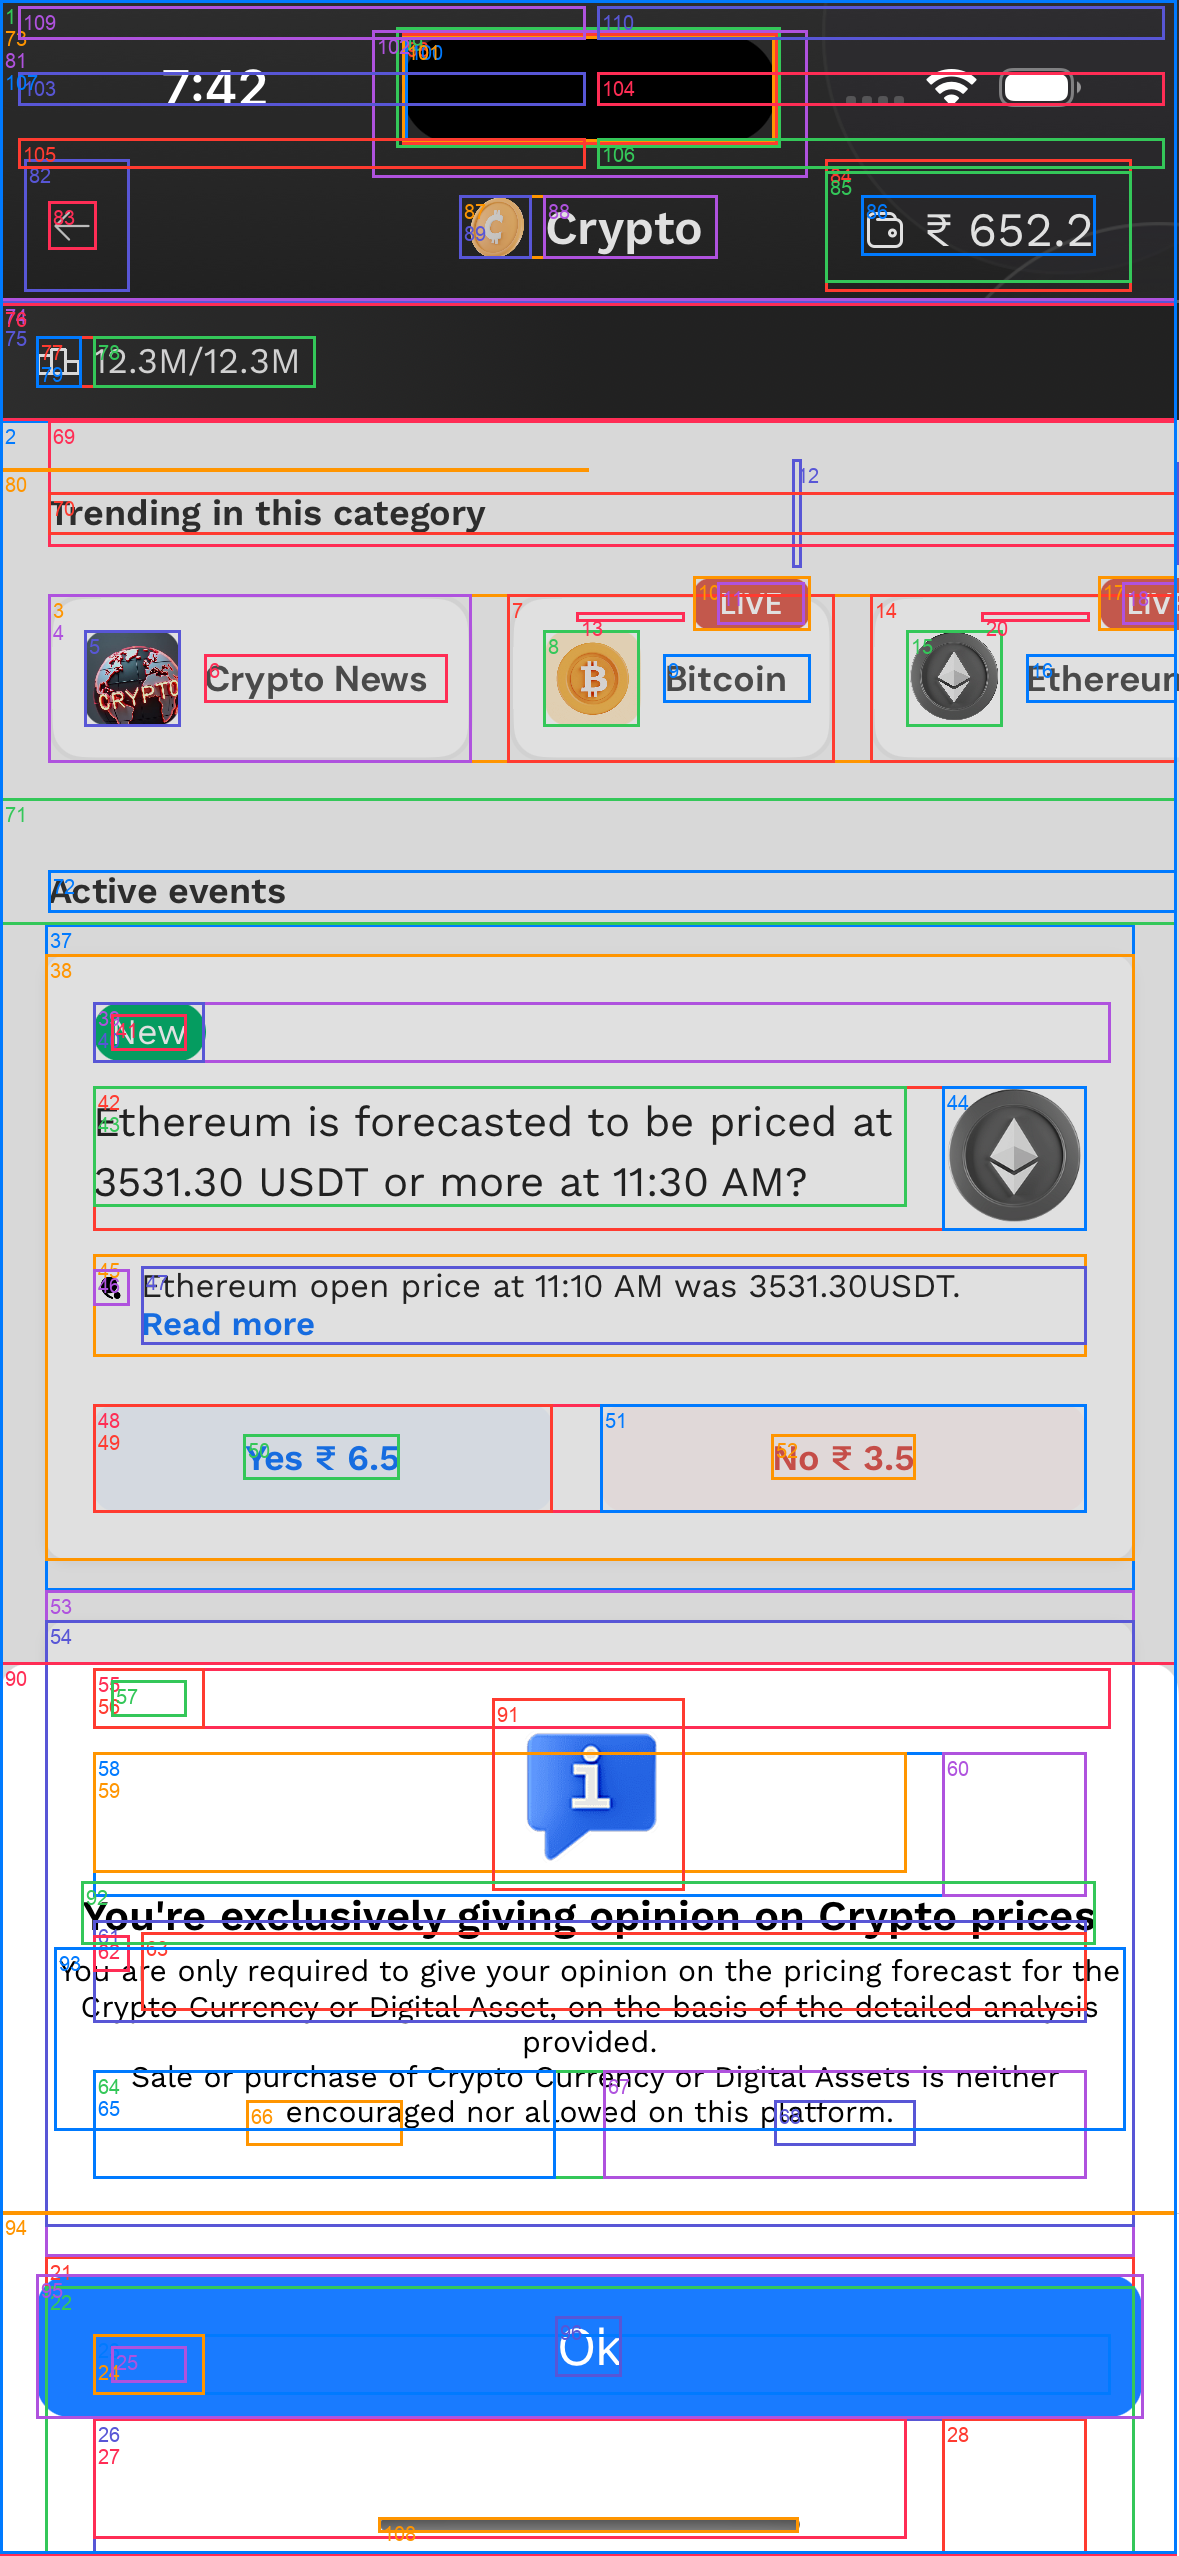 7:42
Crypto
₹ 652.2
12.3M/12.3M
Trending in this category
LIVE
CRYPTO
Crypto News
Bitcoin
Active events
New
Ethereum is forecasted to be priced at
3531.30 USDT or more at 11:30 AM?
Ethereum open price at 11:10 AM was 3531.30USDT.
Read more
Yes ₹ 6.5
No ₹ 3.5
You're exclusively giving opinion on Crypto prices
You are only required to give your opinion on the pricing forecast for the
Crypto Currency or Digital Asset, on the basis of the detailed analysis
provided.
Sale or purchase of Crypto Currency or Digital Assets is neither
encouraged nor allowed on this platform.
Ok